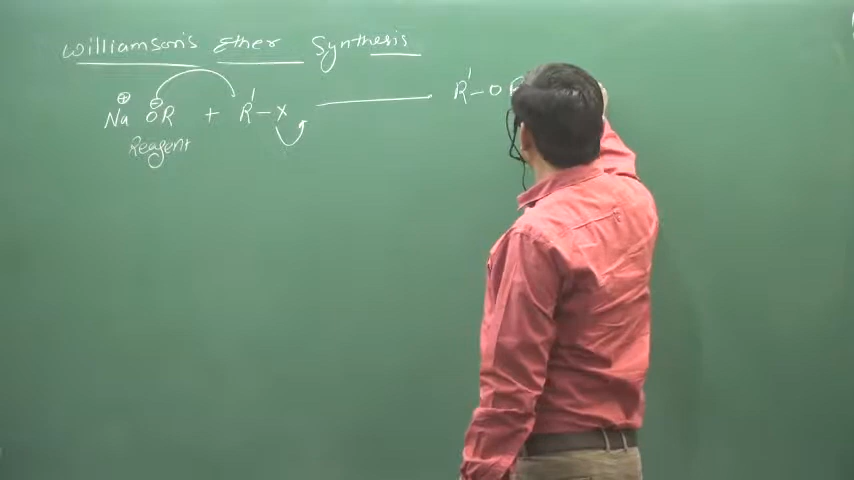 Williamson's Ether Synthesis
Na⊕ ⊖OR + R'-X ——— R'-O
Reagent